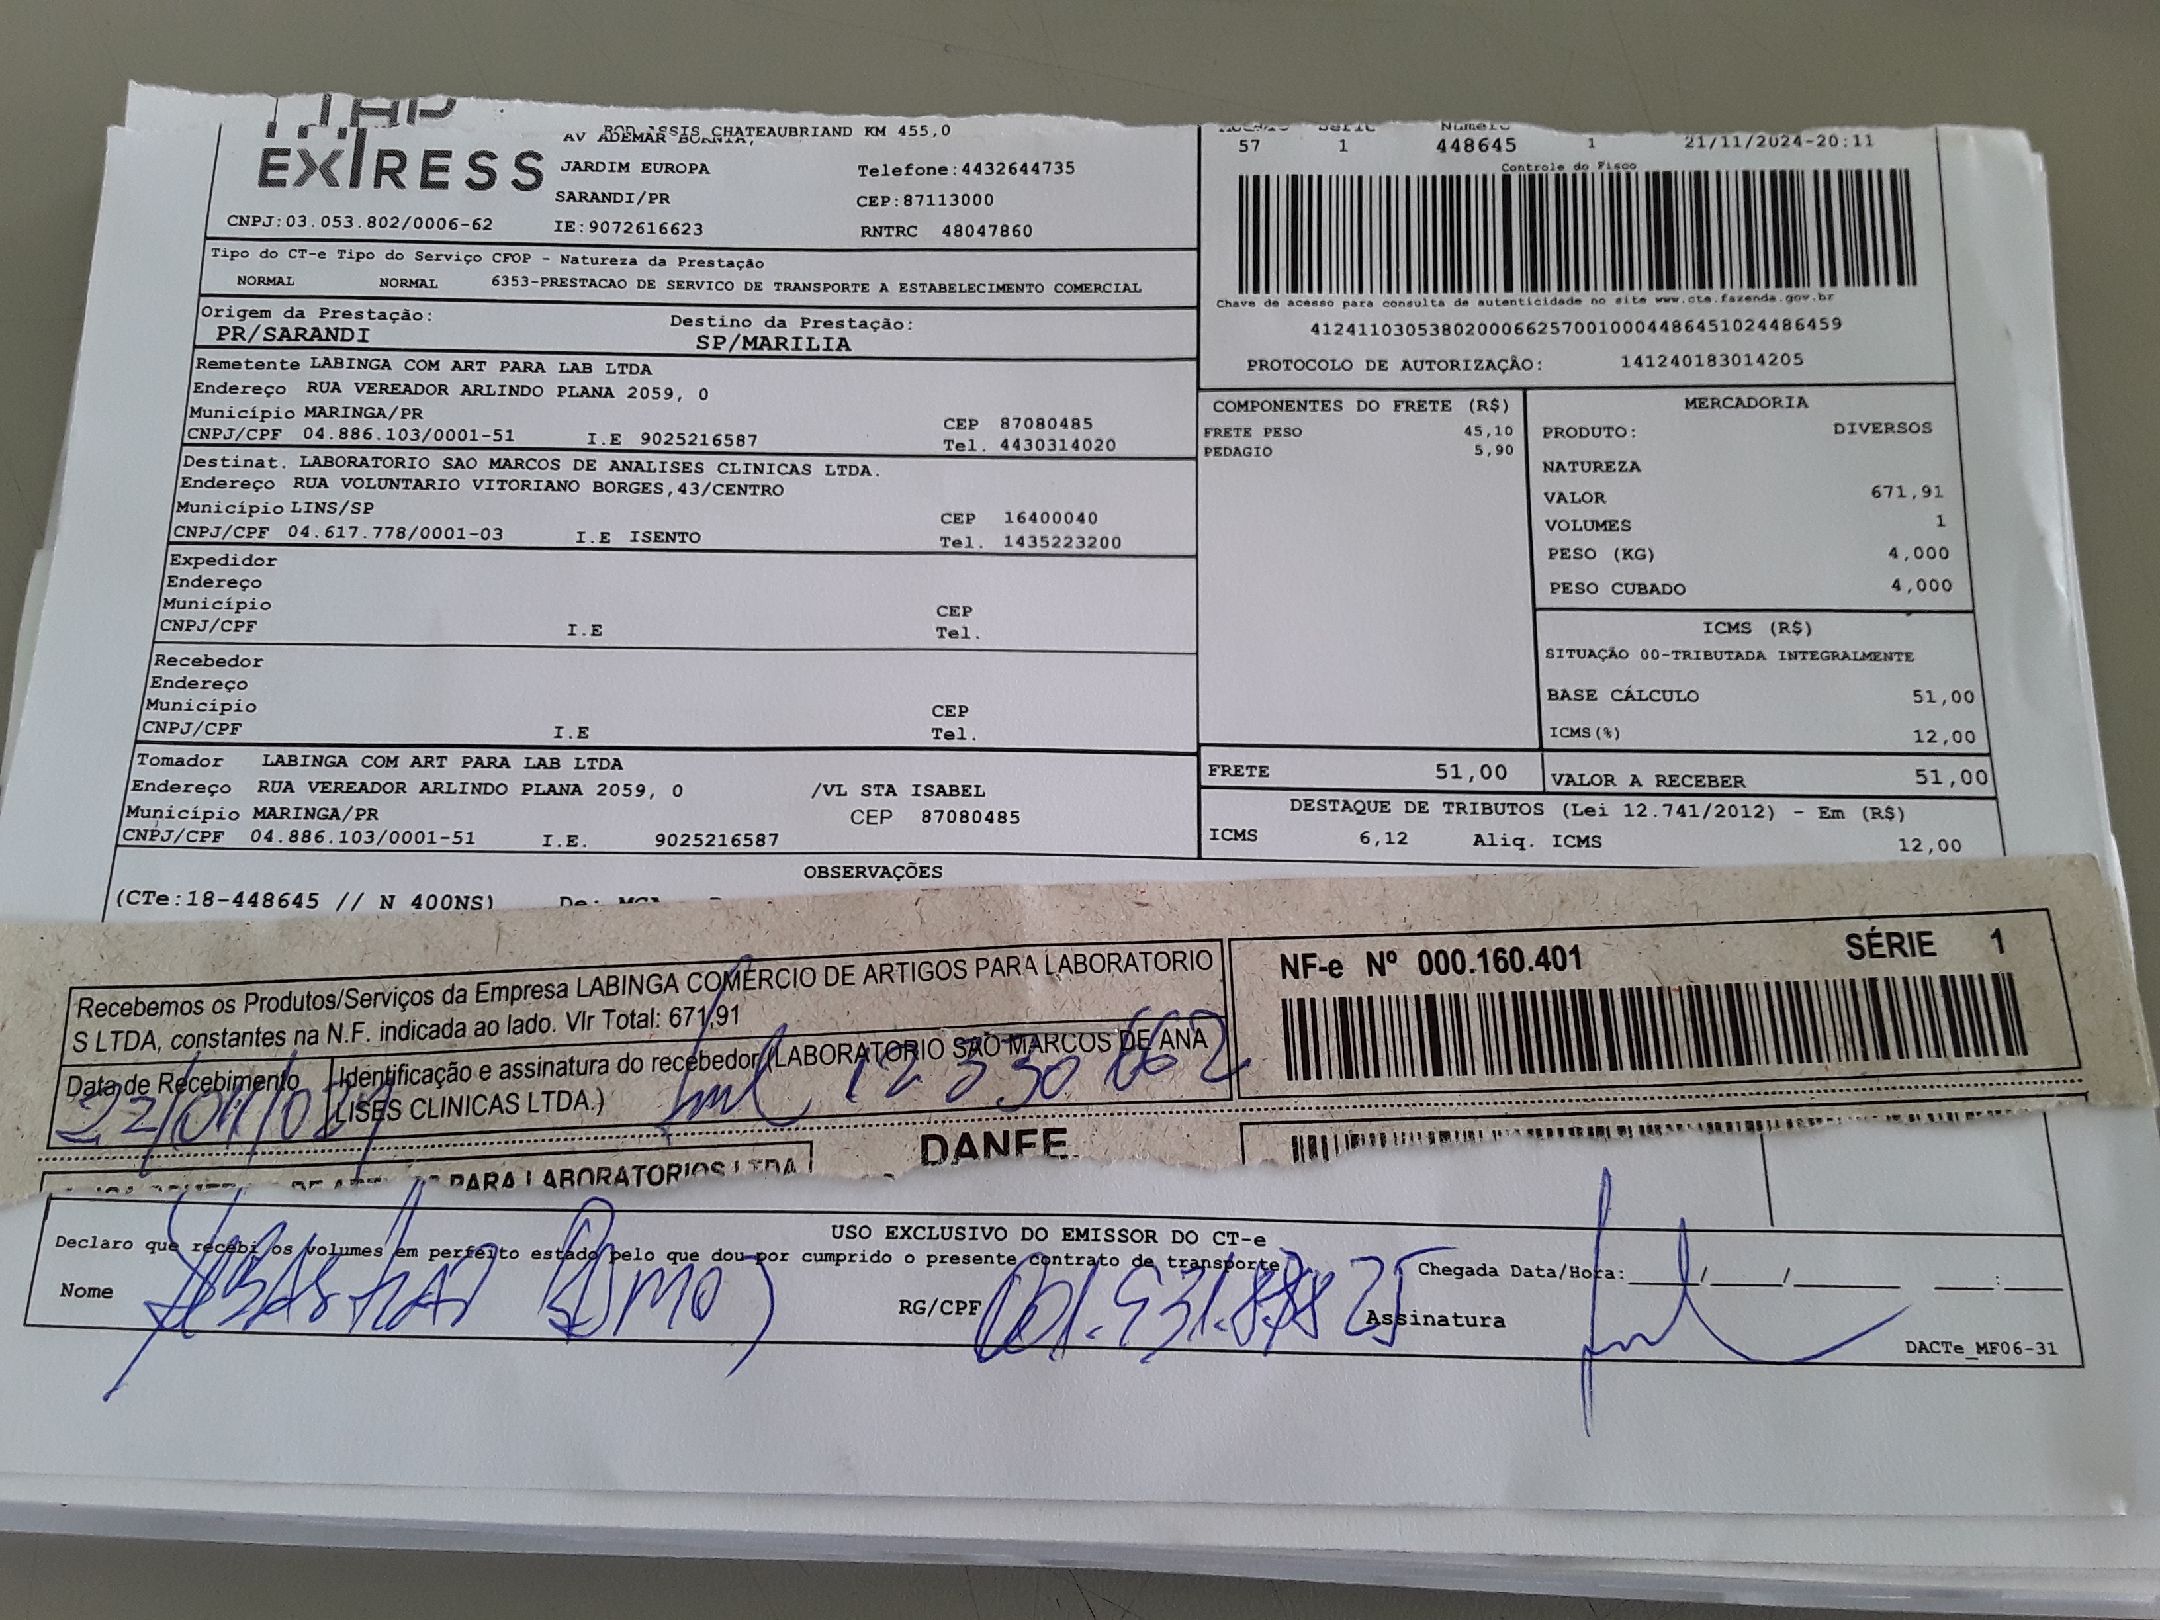 EXPRESS
ROD ASSIS CHATEAUBRIAND KM 455,0
AV ADEMAR BORNIA,
JARDIM EUROPA Telefone:4432644735
SARANDI/PR CEP:87113000
CNPJ:03.053.802/0006-62 IE:9072616623 RNTRC 48047860
Tipo do CT-e Tipo do Serviço CFOP - Natureza da Prestação
NORMAL NORMAL 6353-PRESTACAO DE SERVICO DE TRANSPORTE A ESTABELECIMENTO COMERCIAL
Origem da Prestação: Destino da Prestação:
PR/SARANDI SP/MARILIA
Remetente LABINGA COM ART PARA LAB LTDA
Endereço RUA VEREADOR ARLINDO PLANA 2059, 0
Município MARINGA/PR CEP 87080485
CNPJ/CPF 04.886.103/0001-51 I.E 9025216587 Tel. 4430314020
Destinat. LABORATORIO SAO MARCOS DE ANALISES CLINICAS LTDA.
Endereço RUA VOLUNTARIO VITORIANO BORGES,43/CENTRO
Município LINS/SP CEP 16400040
CNPJ/CPF 04.617.778/0001-03 I.E ISENTO Tel. 1435223200
Expedidor
Endereço
Município CEP
CNPJ/CPF I.E Tel.
Recebedor
Endereço
Município CEP
CNPJ/CPF I.E Tel.
Tomador LABINGA COM ART PARA LAB LTDA
Endereço RUA VEREADOR ARLINDO PLANA 2059, 0 /VL STA ISABEL
Município MARINGA/PR CEP 87080485
CNPJ/CPF 04.886.103/0001-51 I.E. 9025216587
Número
57 1 448645 1 21/11/2024-20:11
Controle do Fisco
Chave de acesso para consulta de autenticidade no site www.cte.fazenda.gov.br
41241103053802000662570010004486451024486459
PROTOCOLO DE AUTORIZAÇÃO: 141240183014205
COMPONENTES DO FRETE (R$)
FRETE PESO 45,10
PEDAGIO 5,90
MERCADORIA
PRODUTO: DIVERSOS
NATUREZA
VALOR 671,91
VOLUMES 1
PESO (KG) 4,000
PESO CUBADO 4,000
ICMS (R$)
SITUAÇÃO 00-TRIBUTADA INTEGRALMENTE
BASE CÁLCULO 51,00
ICMS(%) 12,00
FRETE 51,00 VALOR A RECEBER 51,00
DESTAQUE DE TRIBUTOS (Lei 12.741/2012) - Em (R$)
ICMS 6,12 Aliq. ICMS 12,00
OBSERVAÇÕES
(CTe:18-448645 // N 400NS) De:
Recebemos os Produtos/Serviços da Empresa LABINGA COMERCIO DE ARTIGOS PARA LABORATORIO
S LTDA, constantes na N.F. indicada ao lado. Vlr Total: 671,91
Data de Recebimento Identificação e assinatura do recebedor (LABORATORIO SAO MARCOS DE ANA
LISES CLINICAS LTDA.)
NF-e Nº 000.160.401 SÉRIE 1
DANFE
DE ARTIGOS PARA LABORATORIOS LTDA
USO EXCLUSIVO DO EMISSOR DO CT-e
Declaro que recebi os volumes em perfeito estado pelo que dou por cumprido o presente contrato de transporte
Nome RG/CPF Assinatura
Chegada Data/Hora:____/____/______ ___:___
DACTe_MF06-31